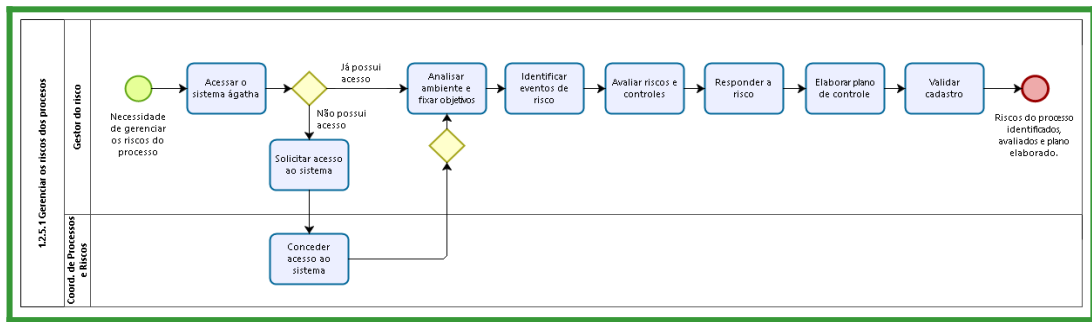 1.2.5.1 Gerenciar os riscos dos procesos
Gestor do risco
Necessidade
de gerenciar
os riscos do
processo
Acessar o
sistema ágatha
Já possui
acesso
Não possui
acesso
Solicitar acesso
ao sistema
Analisar
ambiente e
fixar objetivos
Identificar
eventos de
risco
Avaliar riscos e
controles
Responder a
risco
Elaborar plano
de controle
Validar
cadastro
Riscos do processo
identificados,
avaliados e plano
elaborado.
Coord. de Processos
e Riscos
Conceder
acesso ao
sistema